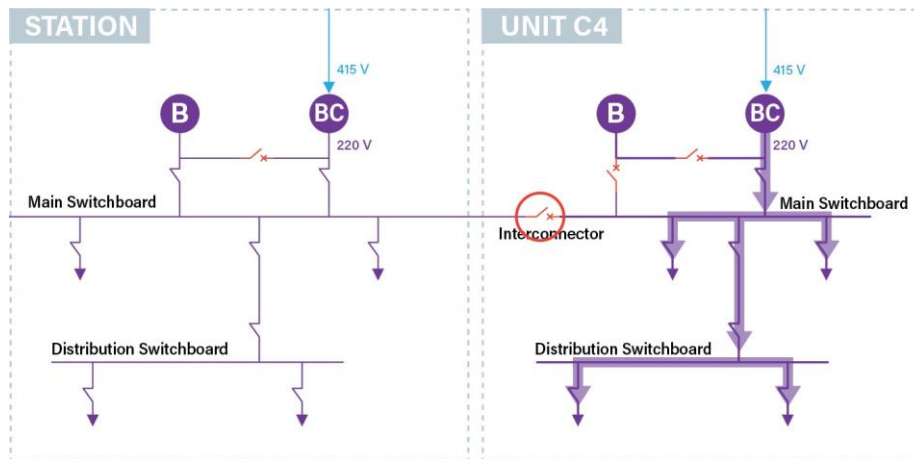 STATION
UNIT C4
415 V
415 V
B
BC
B
BC
220 V
220 V
Main Switchboard
Main Switchboard
Interconnector
Distribution Switchboard
Distribution Switchboard